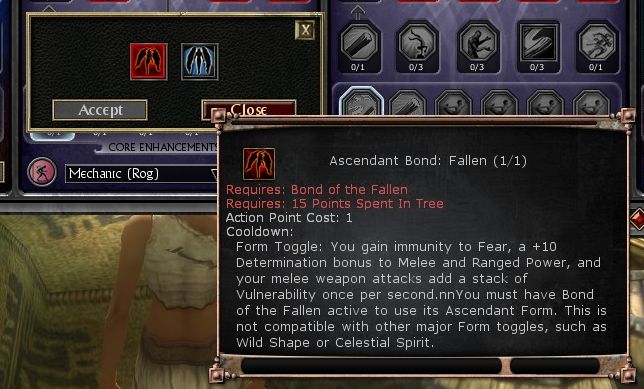 X
Accept
Close
0/1
0/3
0/3
0/3
0/1
CORE ENHANCEMENTS
Mechanic (Rog)
Ascendant Bond: Fallen (1/1)
Requires: Bond of the Fallen
Requires: 15 Points Spent In Tree
Action Point Cost: 1
Cooldown:
Form Toggle: You gain immunity to Fear, a +10
Determination bonus to Melee and Ranged Power, and
your melee weapon attacks add a stack of
Vulnerability once per second.nnYou must have Bond
of the Fallen active to use its Ascendant Form. This is
not compatible with other major Form toggles, such as
Wild Shape or Celestial Spirit.